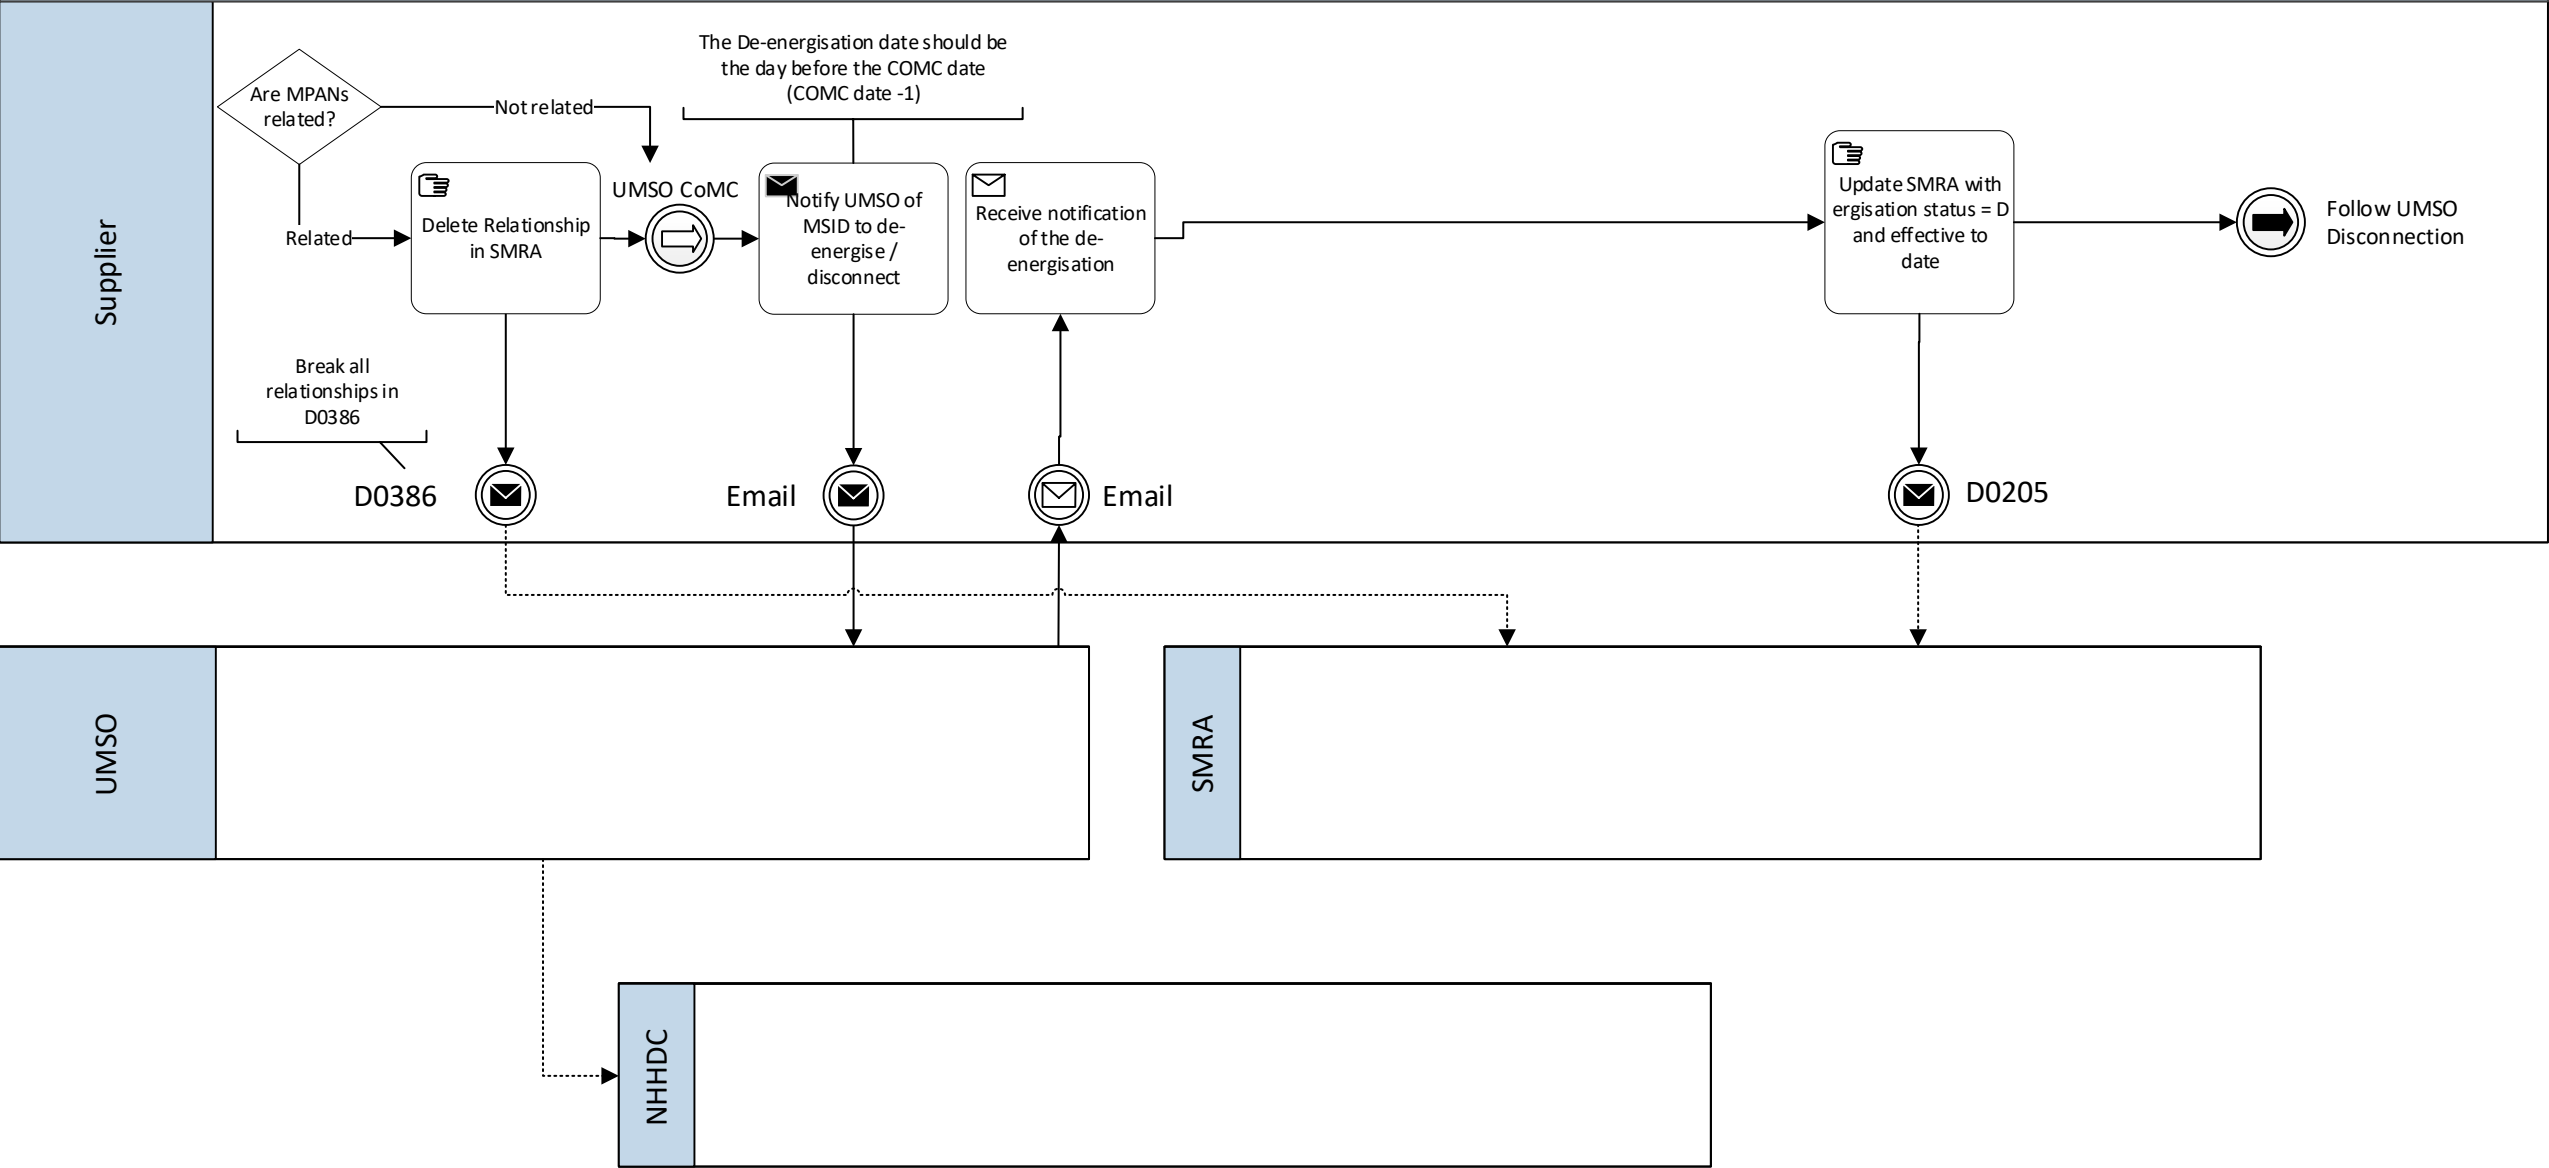 Supplier
The De-energisation date should be
the day before the COMC date
(COMC date -1)
Are MPANs
related?
Not related
Related
Delete Relationship
in SMRA
UMSO CoMC
Notify UMSO of
MSID to de-
energise /
disconnect
Receive notification
of the de-
energisation
Update SMRA with
ergisation status = D
and effective to
date
Follow UMSO
Disconnection
Break all
relationships in
D0386
D0386
Email
Email
D0205
UMSO
SMRA
NHHDC